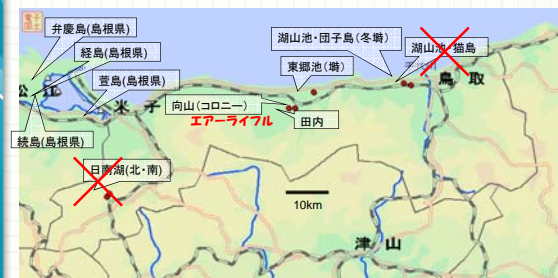 弁慶島(島根県)
湖山池・団子島(冬塒)
湖山池・猫島
経島(島根県)
東郷池(塒)
萱島(島根県)
松江
米子
鳥取
向山(コロニー)
エアーライフル
田内
続島(島根県)
日南湖(北・南)
10km
津山